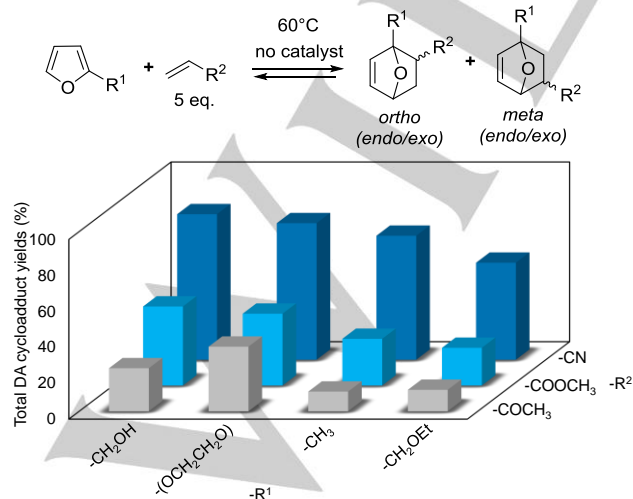 60°C
no catalyst
O
R¹
+
R²
5 eq.
R¹
R²
O
ortho
(endo/exo)
+
R¹
O
R²
meta
(endo/exo)
Total DA cycloadduct yields (%)
100
80
60
40
20
0
-CN
-COOCH₃
-R²
-COCH₃
-CH₂OH
-(OCH₂CH₂O)
-CH₃
-CH₂OEt
-R¹